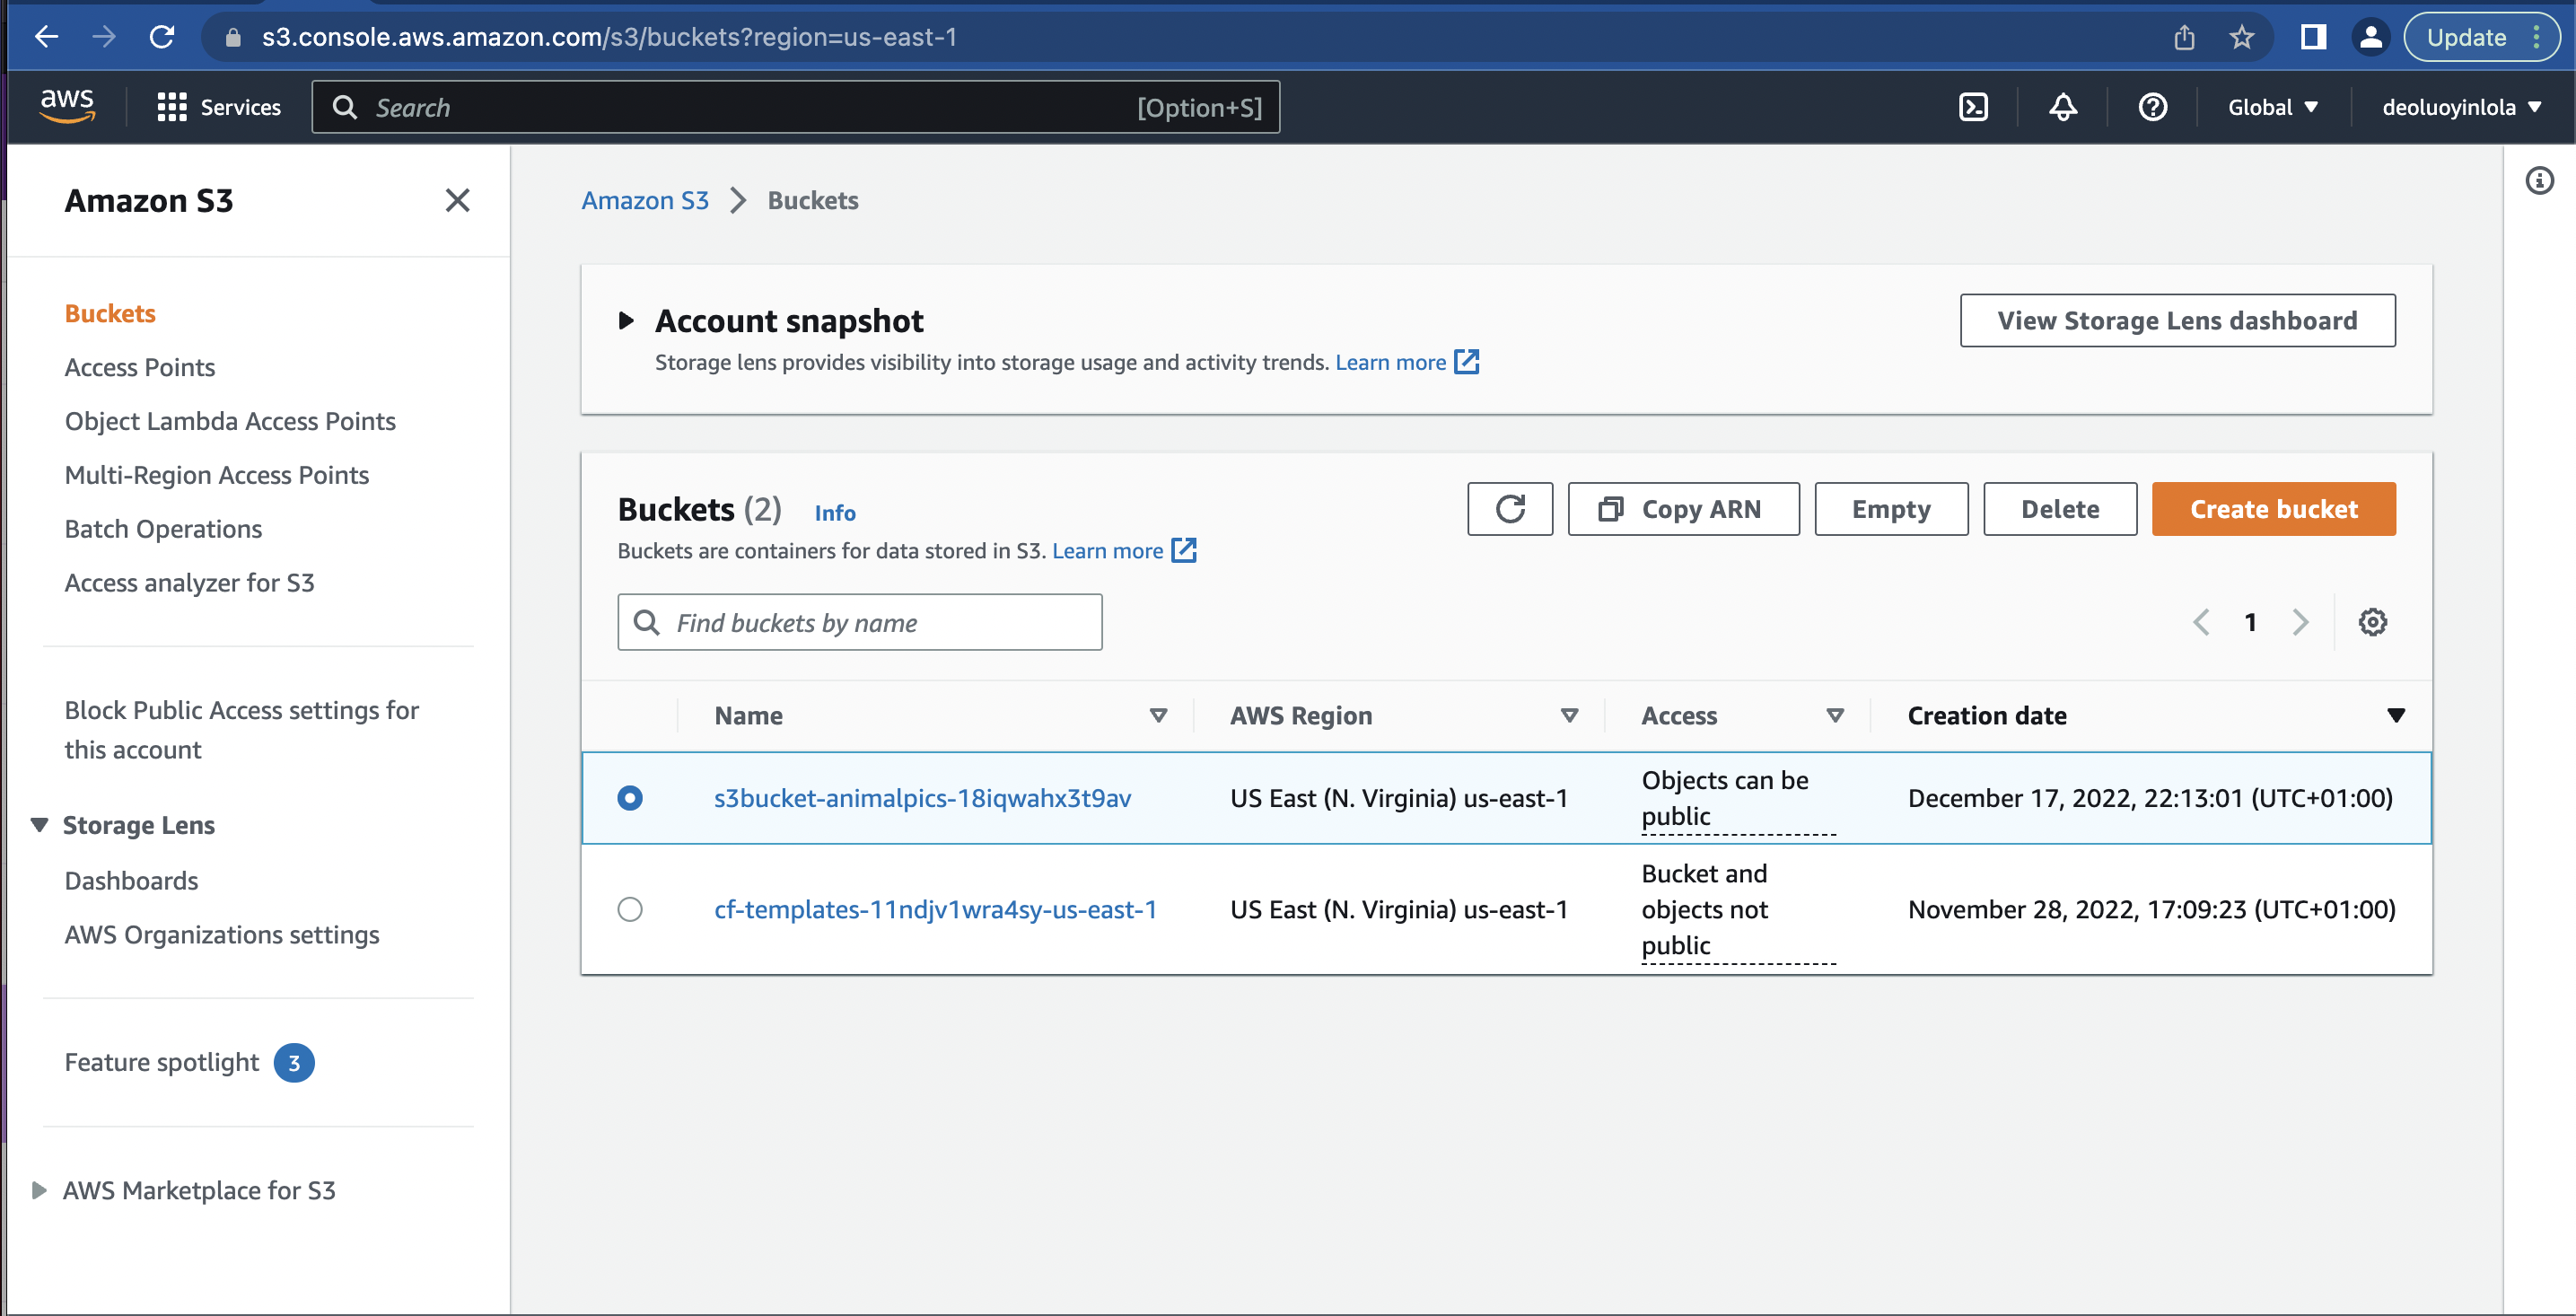 s3.console.aws.amazon.com/s3/buckets?region=us-east-1
Update
aws
Services
Search
[Option+S]
Global
deoluoyinlola
Amazon S3
Buckets
Access Points
Object Lambda Access Points
Multi-Region Access Points
Batch Operations
Access analyzer for S3
Block Public Access settings for
this account
Storage Lens
Dashboards
AWS Organizations settings
Feature spotlight 3
AWS Marketplace for S3
Amazon S3 > Buckets
Account snapshot
Storage lens provides visibility into storage usage and activity trends. Learn more
View Storage Lens dashboard
Buckets (2) Info
Buckets are containers for data stored in S3. Learn more
Copy ARN
Empty
Delete
Create bucket
Find buckets by name
1
Name AWS Region Access Creation date
s3bucket-animalpics-18iqwahx3t9av US East (N. Virginia) us-east-1 Objects can be
public December 17, 2022, 22:13:01 (UTC+01:00)
cf-templates-11ndjv1wra4sy-us-east-1 US East (N. Virginia) us-east-1 Bucket and
objects not
public November 28, 2022, 17:09:23 (UTC+01:00)